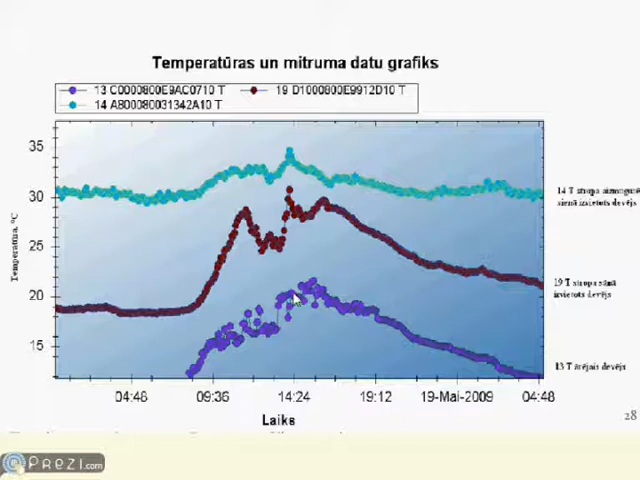 Temperatūras un mitruma datu grafiks
13 C0000800E9AC0710 T
19 D1000800E9912D10 T
14 A800080031342A10 T
35
30
25
20
15
Temperatūra, °C
04:48
09:36
14:24
19:12
19-Mai-2009
04:48
Laiks
14 T stropa aizmugurē
sienā izvietots devējs
19 T stropa sānā
izvietots devējs
13 T ārējais devējs
28
PREZI.com